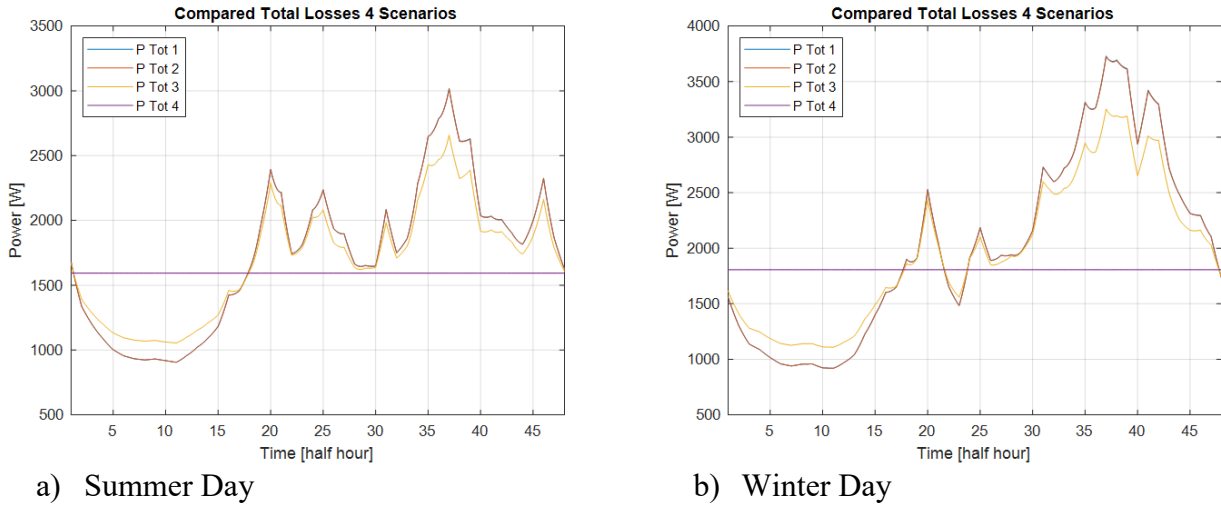 Compared Total Losses 4 Scenarios
3500
3000
2500
2000
1500
1000
500
Power [W]
P Tot 1
P Tot 2
P Tot 3
P Tot 4
5 10 15 20 25 30 35 40 45
Time [half hour]
a) Summer Day
Compared Total Losses 4 Scenarios
4000
3500
3000
2500
2000
1500
1000
500
Power [W]
P Tot 1
P Tot 2
P Tot 3
P Tot 4
5 10 15 20 25 30 35 40 45
Time [half hour]
b) Winter Day